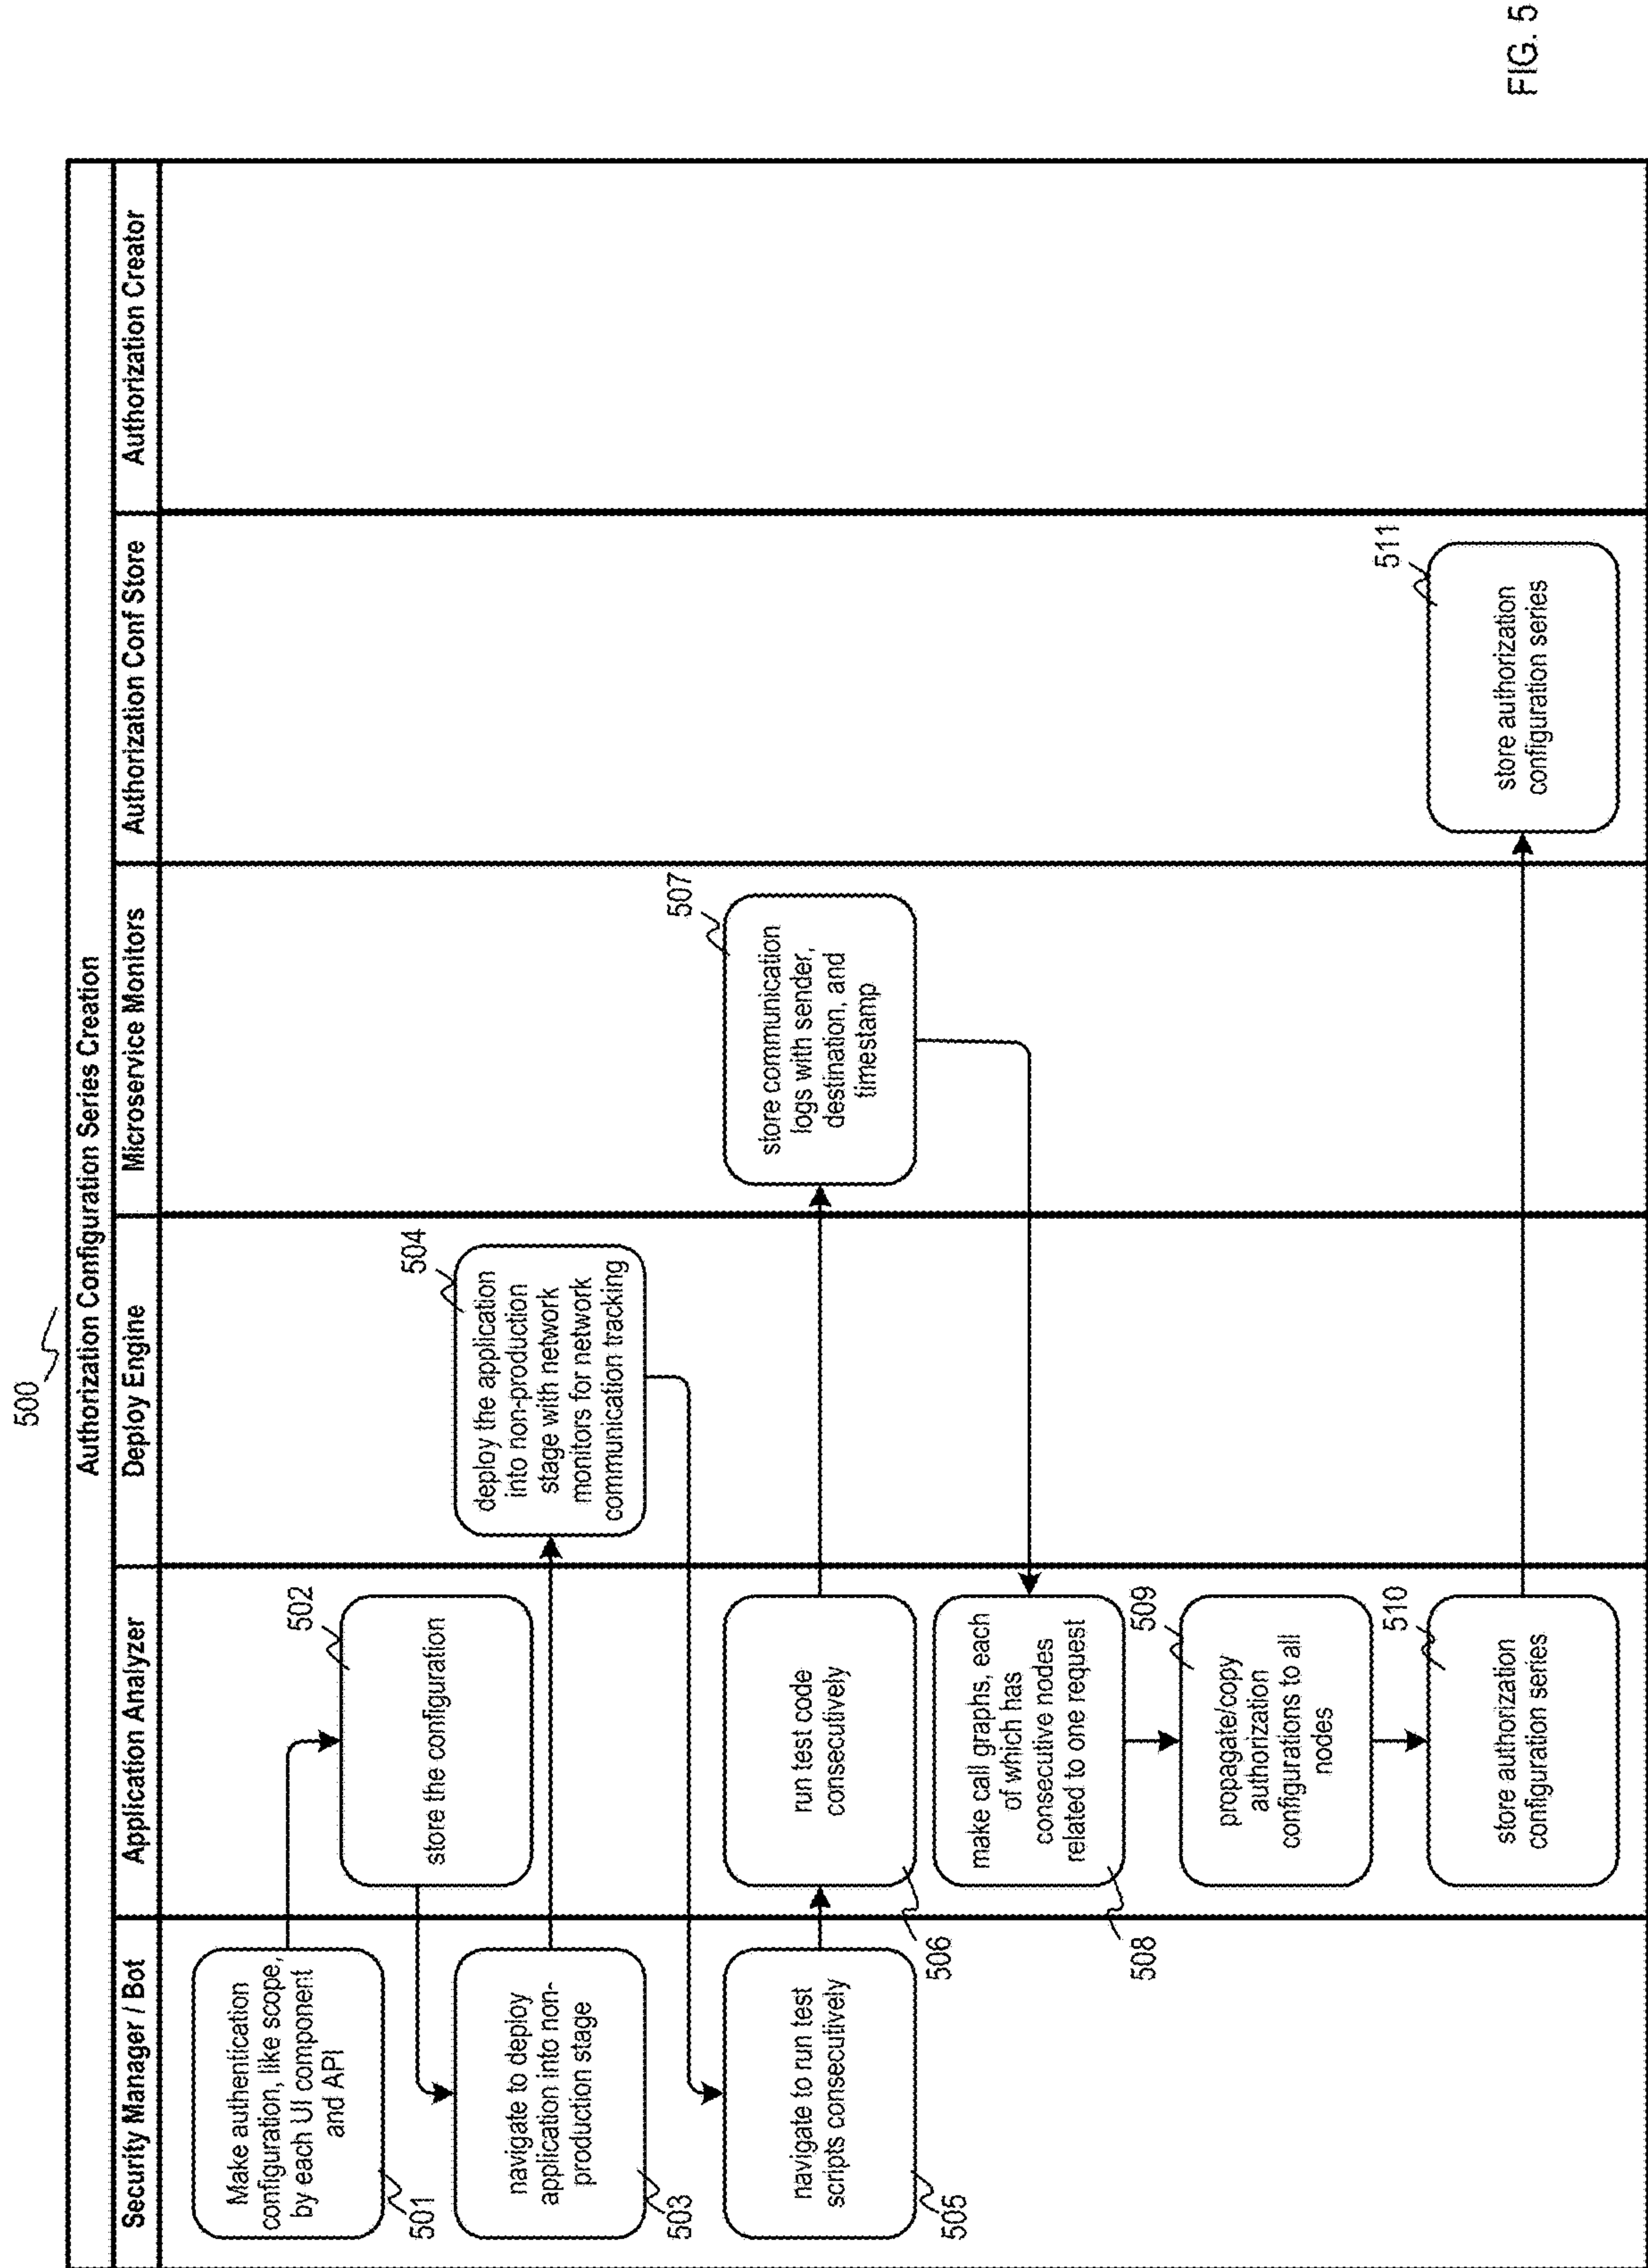 500
Authorization Configuration Series Creation
Security Manager / Bot
Application Analyzer
Deploy Engine
Microservice Monitors
Authorization Conf Store
Authorization Creator
Make authentication
configuration, like scope,
by each UI component
and API
501
502
store the configuration
navigate to deploy
application into non-
production stage
503
504
deploy the application
into non-production
stage with network
monitors for network
communication tracking
navigate to run test
scripts consecutively
505
run test code
consecutively
506
507
store communication
logs with sender,
destination, and
timestamp
make call graphs, each
of which has
consecutive nodes
related to one request
508
509
propagate/copy
authorization
configurations to all
nodes
510
store authorization
configuration series
511
store authorization
configuration series
FIG. 5